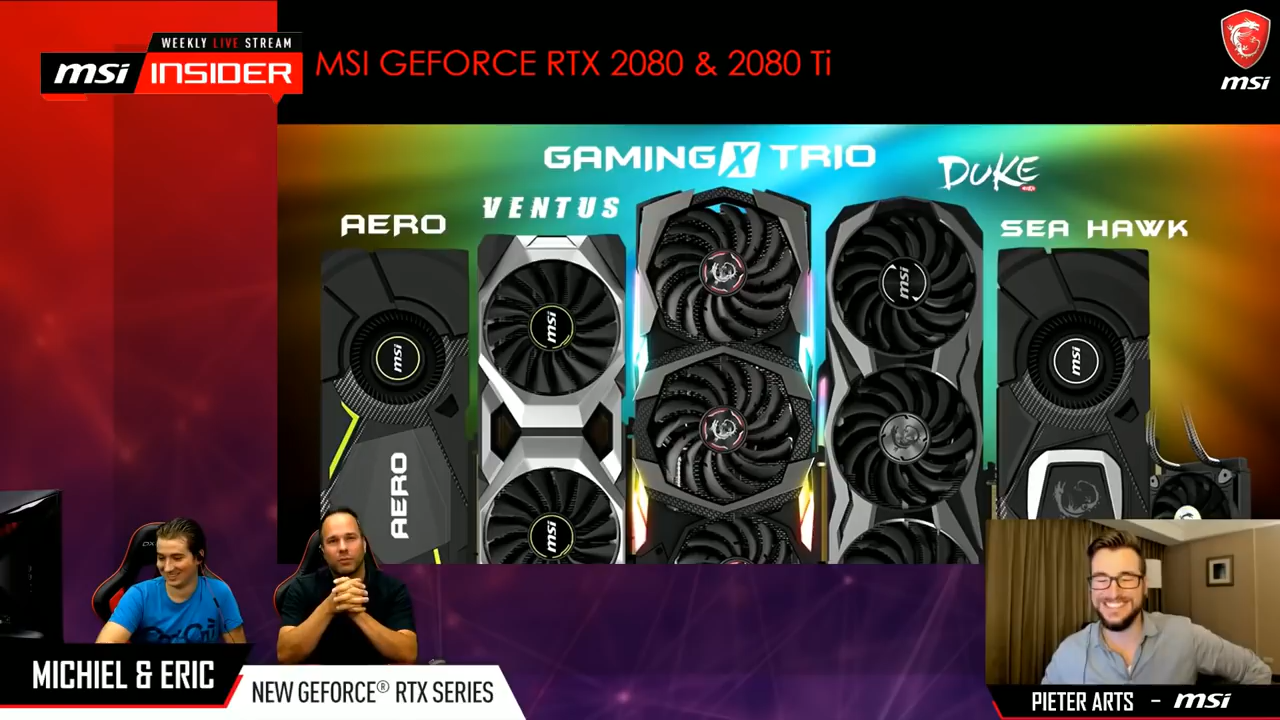 WEEKLY LIVE STREAM
msi INSIDER
MSI GEFORCE RTX 2080 & 2080 Ti
msi
GAMING X TRIO
DUKE
VENTUS
AERO
SEA HAWK
msi
msi
msi
msi
AERO
msi
MICHIEL & ERIC
NEW GEFORCE® RTX SERIES
PIETER ARTS - msi